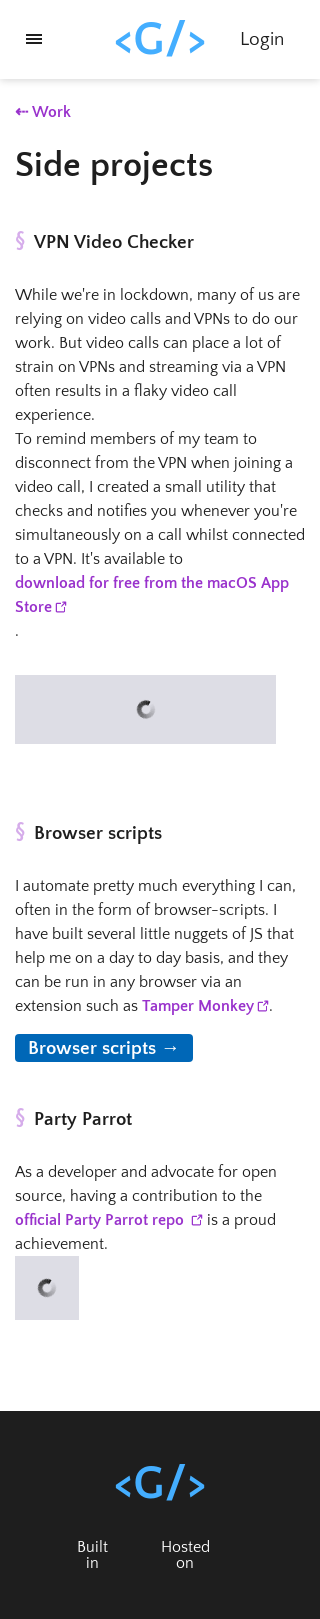 <G/>
Login
⇠ Work
Side projects
§ VPN Video Checker
While we're in lockdown, many of us are
relying on video calls and VPNs to do our
work. But video calls can place a lot of
strain on VPNs and streaming via a VPN
often results in a flaky video call
experience.
To remind members of my team to
disconnect from the VPN when joining a
video call, I created a small utility that
checks and notifies you whenever you're
simultaneously on a call whilst connected
to a VPN. It's available to
download for free from the macOS App
Store
.
§ Browser scripts
I automate pretty much everything I can,
often in the form of browser-scripts. I
have built several little nuggets of JS that
help me on a day to day basis, and they
can be run in any browser via an
extension such as Tamper Monkey.
Browser scripts →
§ Party Parrot
As a developer and advocate for open
source, having a contribution to the
official Party Parrot repo is a proud
achievement.
<G/>
Built
in
Hosted
on